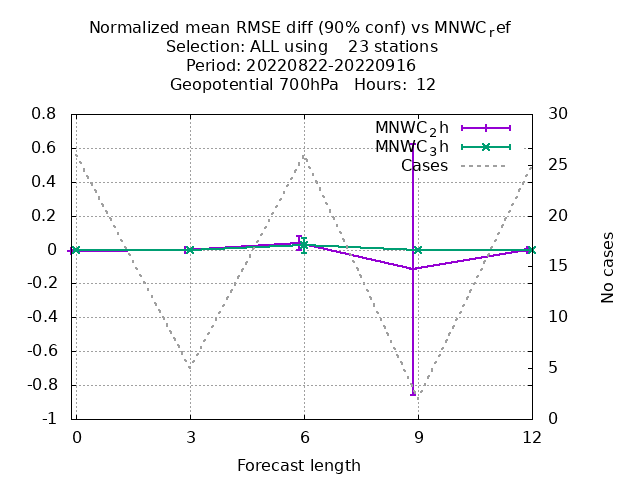 Normalized mean RMSE diff (90% conf) vs MNWC_ref
Selection: ALL using    23 stations
Period: 20220822-20220916
Geopotential 700hPa   Hours:  12
MNWC_2h
MNWC_3h
Cases
0.8
0.6
0.4
0.2
0
-0.2
-0.4
-0.6
-0.8
-1
30
25
20
15
10
5
0
No cases
0 3 6 9 12
Forecast length